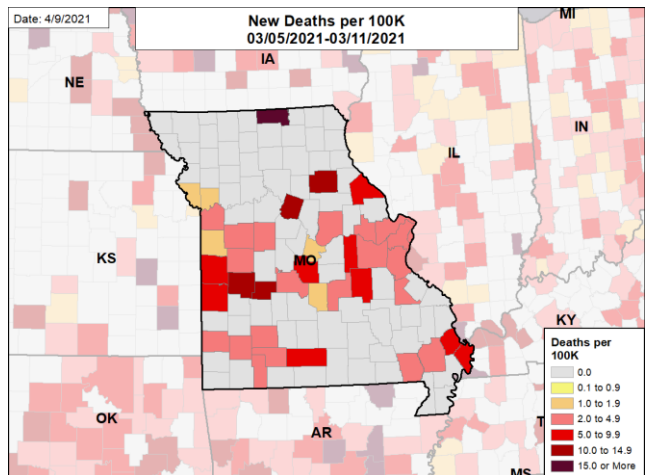 Date: 4/9/2021
New Deaths per 100K
03/05/2021-03/11/2021
MI
IA
NE
IN
IL
KS
MO
KY
OK
AR
MS
Deaths per
100K
0.0
0.1 to 0.9
1.0 to 1.9
2.0 to 4.9
5.0 to 9.9
10.0 to 14.9
15.0 or More